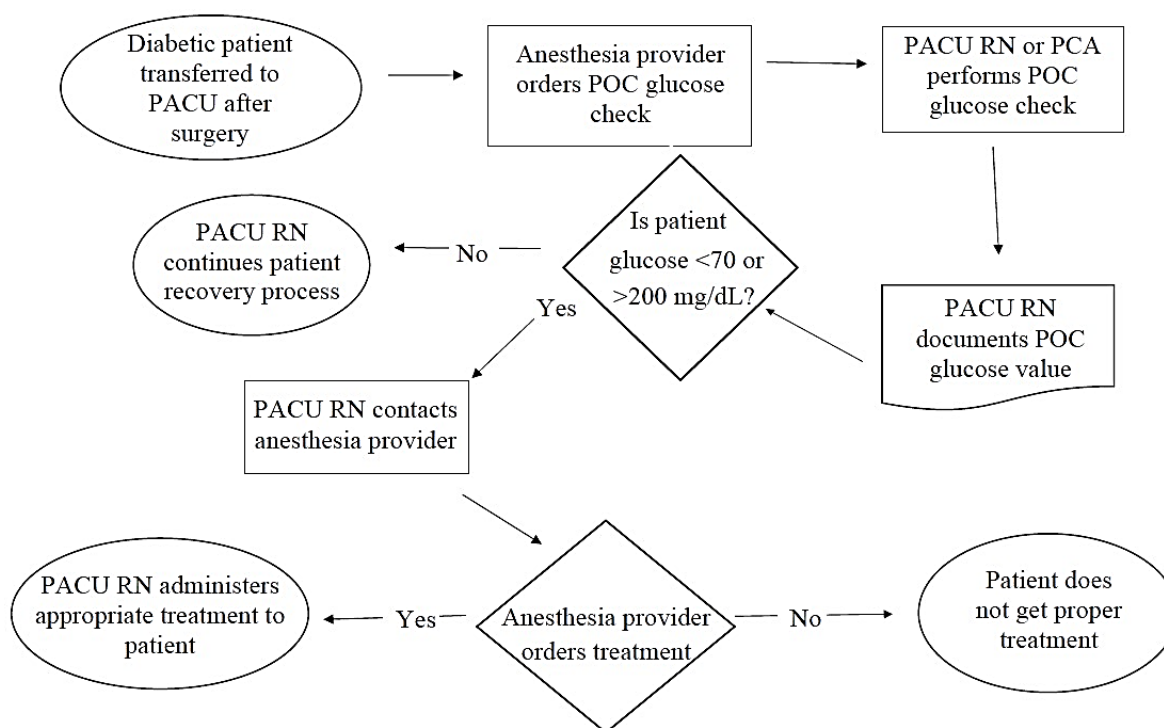 Diabetic patient
transferred to
PACU after
surgery
Anesthesia provider
orders POC glucose
check
PACU RN or PCA
performs POC
glucose check
PACU RN
documents POC
glucose value
Is patient
glucose <70 or
>200 mg/dL?
No
PACU RN
continues patient
recovery process
Yes
PACU RN contacts
anesthesia provider
Anesthesia provider
orders treatment
Yes
PACU RN administers
appropriate treatment to
patient
No
Patient does
not get proper
treatment